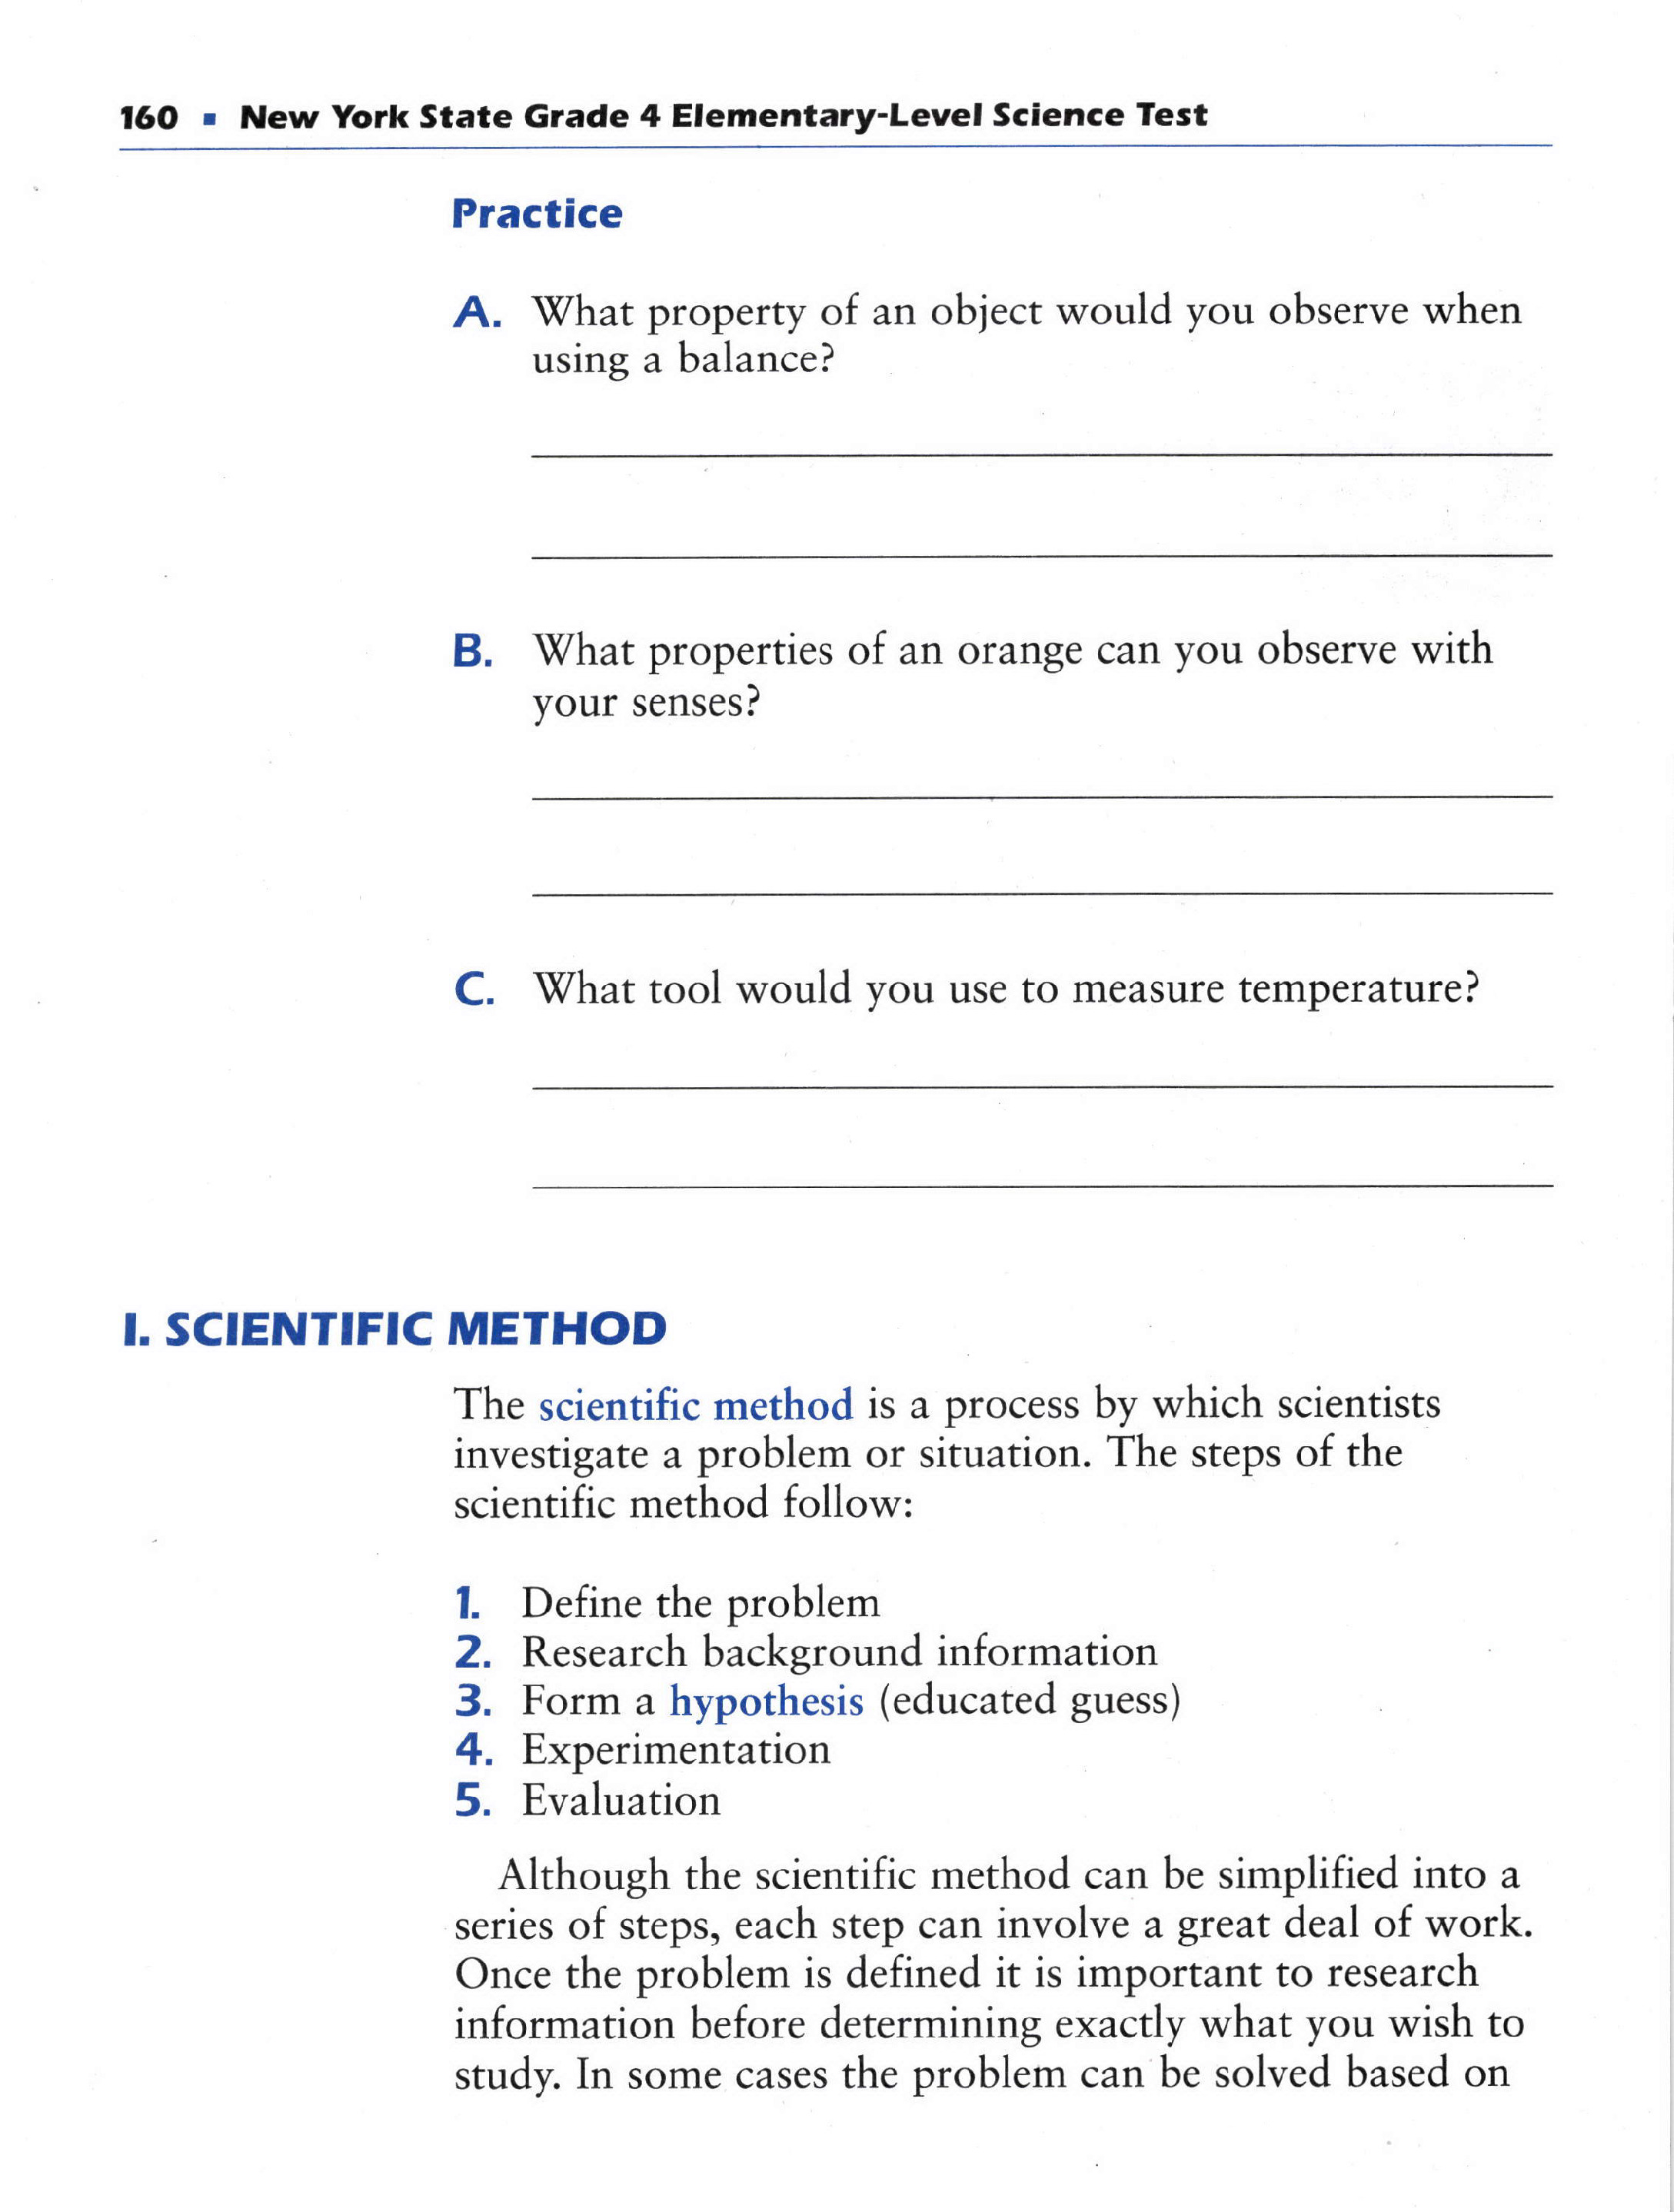 160 ▪ New York State Grade 4 Elementary-Level Science Test
Practice
A. What property of an object would you observe when
using a balance?
B. What properties of an orange can you observe with
your senses?
C. What tool would you use to measure temperature?
I. SCIENTIFIC METHOD
The scientific method is a process by which scientists
investigate a problem or situation. The steps of the
scientific method follow:
1. Define the problem
2. Research background information
3. Form a hypothesis (educated guess)
4. Experimentation
5. Evaluation
Although the scientific method can be simplified into a
series of steps, each step can involve a great deal of work.
Once the problem is defined it is important to research
information before determining exactly what you wish to
study. In some cases the problem can be solved based on